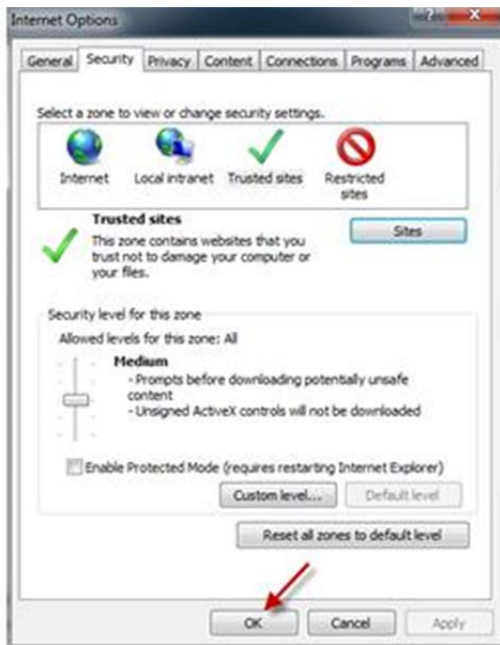 Internet Options
General Security Privacy Content Connections Programs Advanced
Select a zone to view or change security settings.
Internet Local intranet Trusted sites Restricted
sites
Trusted sites
Sites
This zone contains websites that you
trust not to damage your computer or
your files.
Security level for this zone
Allowed levels for this zone: All
Medium
- Prompts before downloading potentially unsafe
content
- Unsigned ActiveX controls will not be downloaded
Enable Protected Mode (requires restarting Internet Explorer)
Custom level... Default level
Reset all zones to default level
OK Cancel Apply